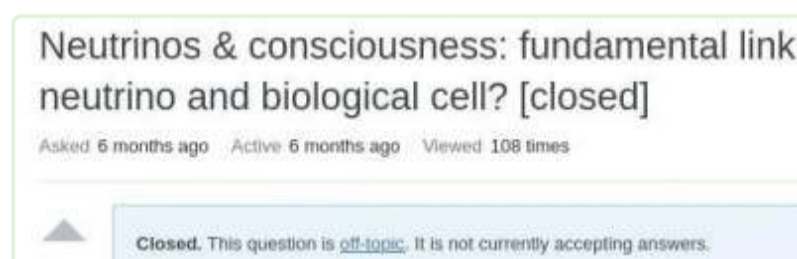 Neutrinos & consciousness: fundamental link
neutrino and biological cell? [closed]
Asked 6 months ago Active 6 months ago Viewed 108 times
Closed. This question is off-topic. It is not currently accepting answers.